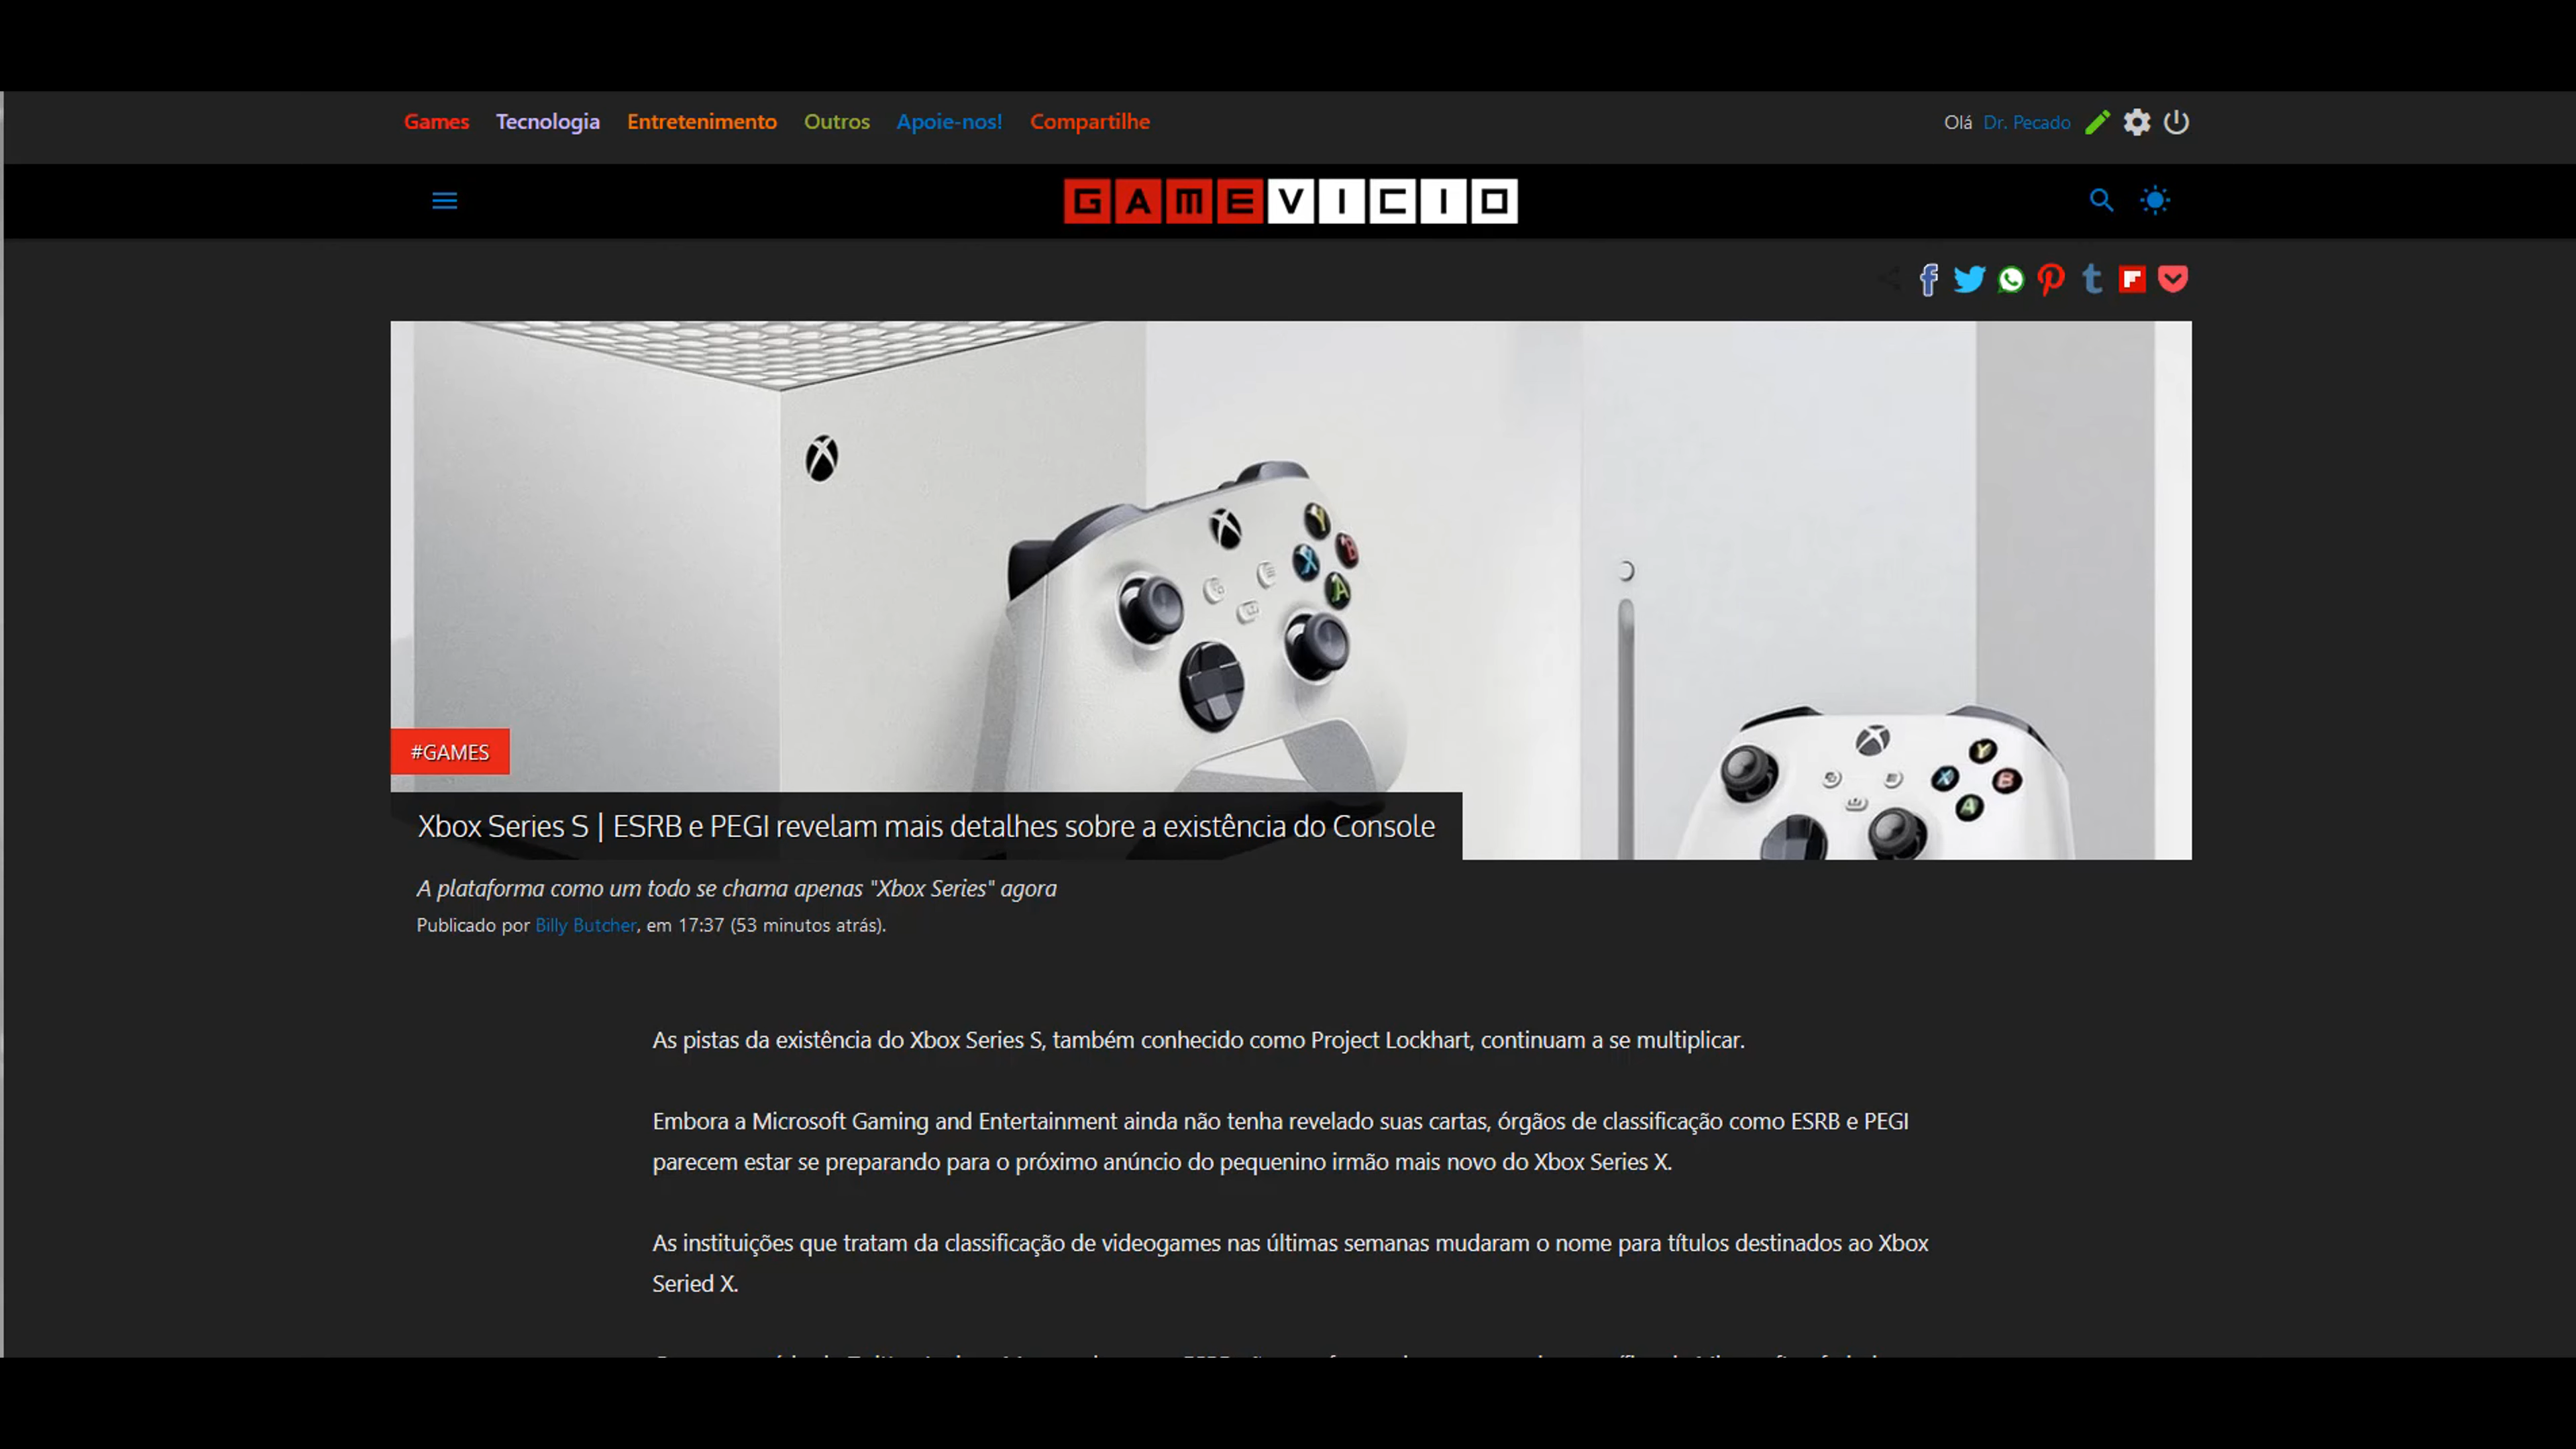 Games Tecnologia Entretenimento Outros Apoie-nos! Compartilhe
Olá Dr. Pecado
GAMEVICIO
Y
B
X
A
#GAMES
Xbox Series S | ESRB e PEGI revelam mais detalhes sobre a existência do Console
Y
X
B
A
A plataforma como um todo se chama apenas "Xbox Series" agora
Publicado por Billy Butcher, em 17:37 (53 minutos atrás).
As pistas da existência do Xbox Series S, também conhecido como Project Lockhart, continuam a se multiplicar.
Embora a Microsoft Gaming and Entertainment ainda não tenha revelado suas cartas, órgãos de classificação como ESRB e PEGI
parecem estar se preparando para o próximo anúncio do pequenino irmão mais novo do Xbox Series X.
As instituições que tratam da classificação de videogames nas últimas semanas mudaram o nome para títulos destinados ao Xbox
Seried X.